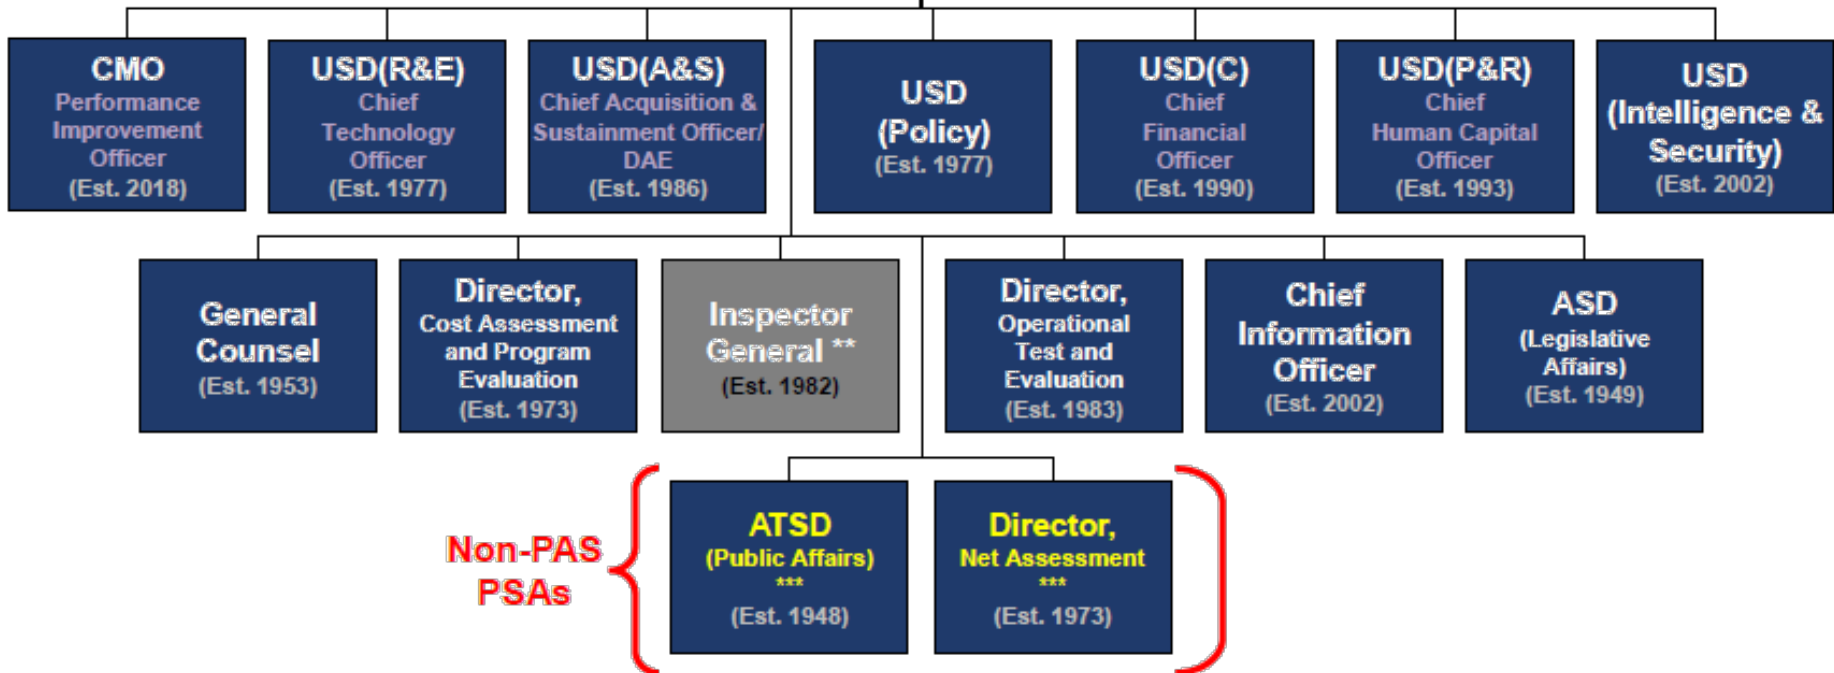 CMO
Performance
Improvement
Officer
(Est. 2018)
USD(R&E)
Chief
Technology
Officer
(Est. 1977)
USD(A&S)
Chief Acquisition &
Sustainment Officer/
DAE
(Est. 1986)
USD
(Policy)
(Est. 1977)
USD(C)
Chief
Financial
Officer
(Est. 1990)
USD(P&R)
Chief
Human Capital
Officer
(Est. 1993)
USD
(Intelligence &
Security)
(Est. 2002)
General
Counsel
(Est. 1953)
Director,
Cost Assessment
and Program
Evaluation
(Est. 1973)
Inspector
General **
(Est. 1982)
Director,
Operational
Test and
Evaluation
(Est. 1983)
Chief
Information
Officer
(Est. 2002)
ASD
(Legislative
Affairs)
(Est. 1949)
Non-PAS
PSAs
ATSD
(Public Affairs)
***
(Est. 1948)
Director,
Net Assessment
***
(Est. 1973)